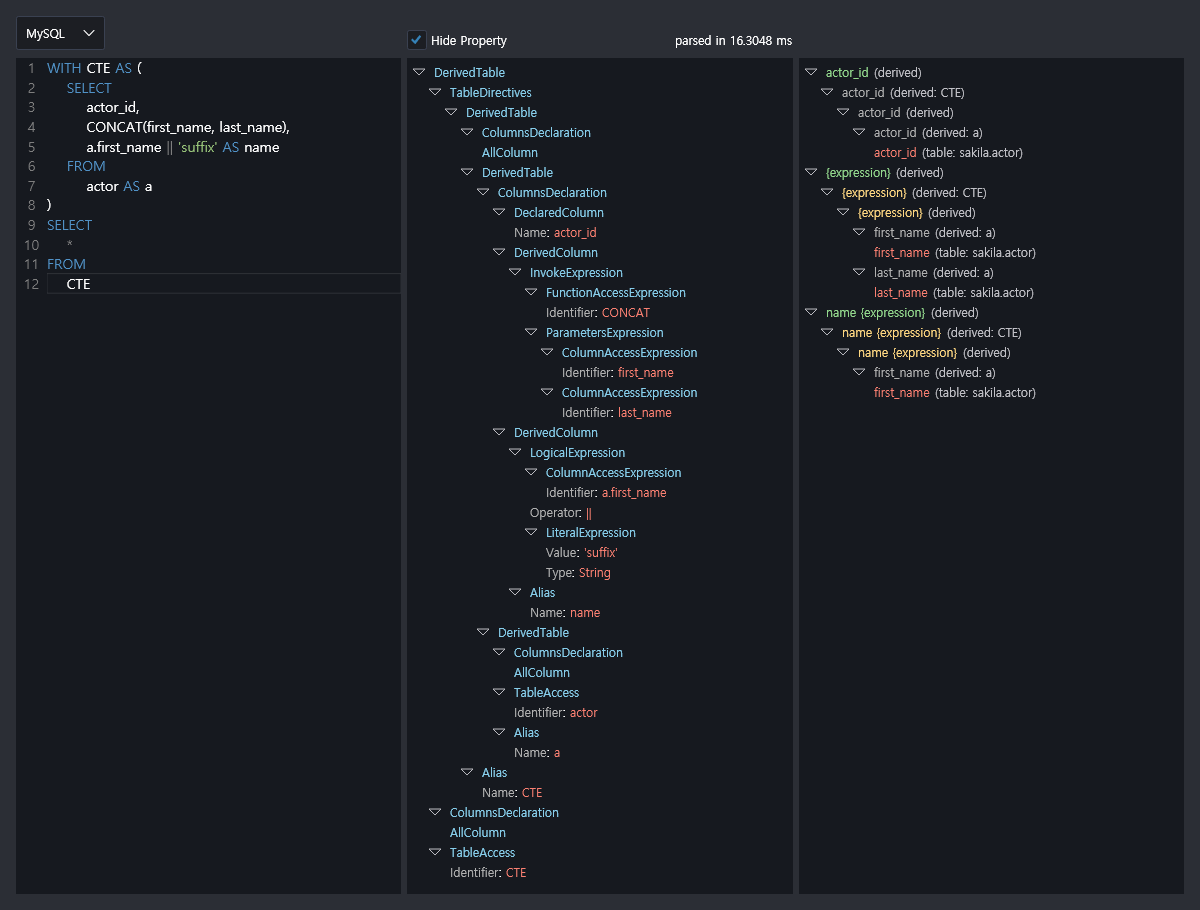 MySQL
Hide Property
parsed in 16.3048 ms
1 WITH CTE AS (
2 SELECT
3 actor_id,
4 CONCAT(first_name, last_name),
5 a.first_name || 'suffix' AS name
6 FROM
7 actor AS a
8 )
9 SELECT
10 *
11 FROM
12 CTE
DerivedTable
TableDirectives
DerivedTable
ColumnsDeclaration
AllColumn
DerivedTable
ColumnsDeclaration
DeclaredColumn
Name: actor_id
DerivedColumn
InvokeExpression
FunctionAccessExpression
Identifier: CONCAT
ParametersExpression
ColumnAccessExpression
Identifier: first_name
ColumnAccessExpression
Identifier: last_name
DerivedColumn
LogicalExpression
ColumnAccessExpression
Identifier: a.first_name
Operator: ||
LiteralExpression
Value: 'suffix'
Type: String
Alias
Name: name
DerivedTable
ColumnsDeclaration
AllColumn
TableAccess
Identifier: actor
Alias
Name: a
Alias
Name: CTE
ColumnsDeclaration
AllColumn
TableAccess
Identifier: CTE
actor_id (derived)
actor_id (derived: CTE)
actor_id (derived)
actor_id (derived: a)
actor_id (table: sakila.actor)
{expression} (derived)
{expression} (derived: CTE)
{expression} (derived)
first_name (derived: a)
first_name (table: sakila.actor)
last_name (derived: a)
last_name (table: sakila.actor)
name {expression} (derived)
name {expression} (derived: CTE)
name {expression} (derived)
first_name (derived: a)
first_name (table: sakila.actor)